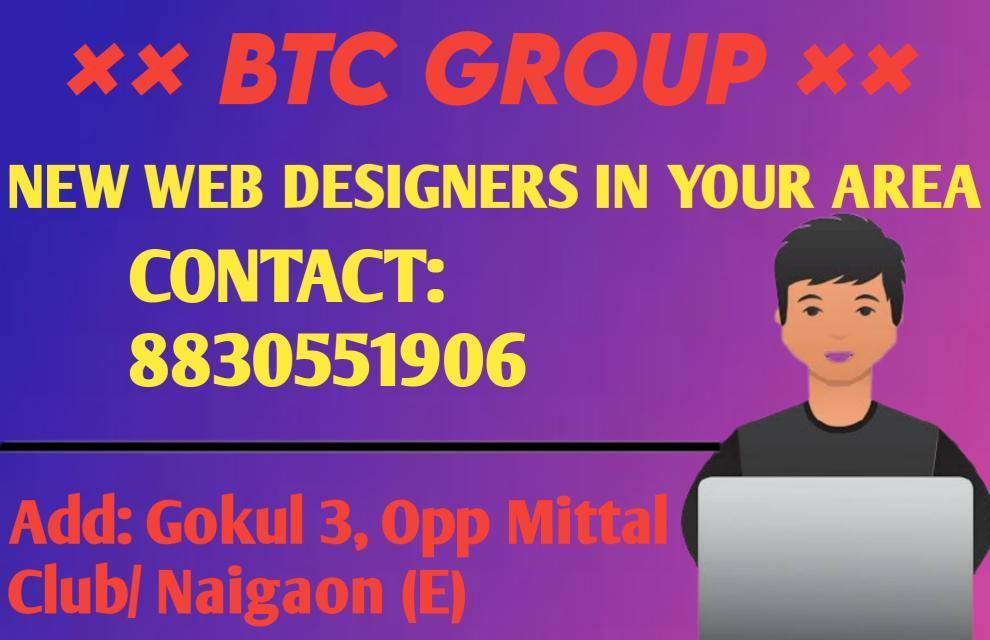 ×× BTC GROUP ××
NEW WEB DESIGNERS IN YOUR AREA
CONTACT:
8830551906
Add: Gokul 3, Opp Mittal
Club/ Naigaon (E)